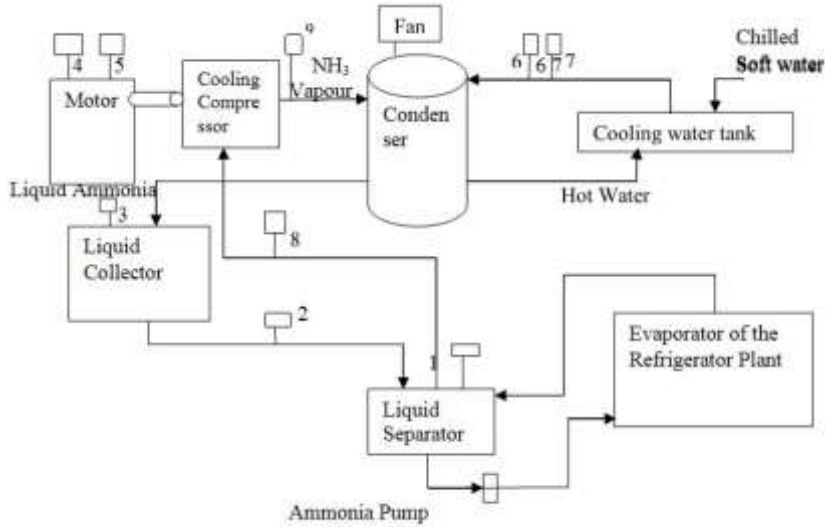 Fan
9
4
5
Motor
Cooling
Compre
ssor
NH₃
Vapour
Conden
ser
6
6
7
7
Chilled
Soft water
Cooling water tank
Liquid Ammonia
3
Hot Water
Liquid
Collector
8
2
1
Evaporator of the
Refrigerator Plant
Liquid
Separator
Ammonia Pump